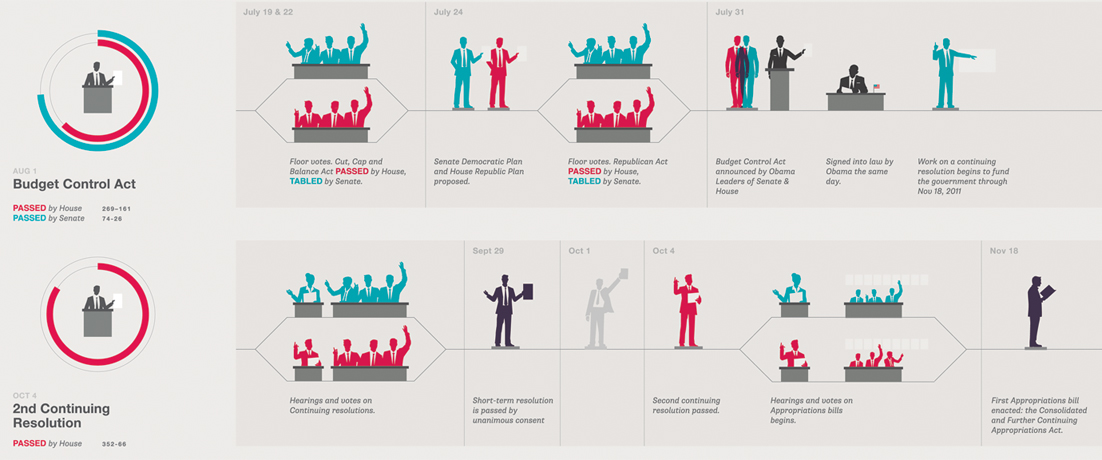 July 19 & 22
July 24
July 31
AUG 1
Budget Control Act
PASSED by House 269–161
PASSED by Senate 74-26
Floor votes. Cut, Cap and
Balance Act PASSED by House,
TABLED by Senate.
Senate Democratic Plan
and House Republic Plan
proposed.
Floor votes. Republican Act
PASSED by House,
TABLED by Senate.
Budget Control Act
announced by Obama
Leaders of Senate &
House
Signed into law by
Obama the same
day.
Work on a continuing
resolution begins to fund
the government through
Nov 18, 2011
Sept 29
Oct 1
Oct 4
Nov 18
OCT 4
2nd Continuing
Resolution
PASSED by House 352-66
Hearings and votes on
Continuing resolutions.
Short-term resolution
is passed by
unanimous consent
Second continuing
resolution passed.
Hearings and votes on
Appropriations bills
begins.
First Appropriations bill
enacted: the Consolidated
and Further Continuing
Appropriations Act.